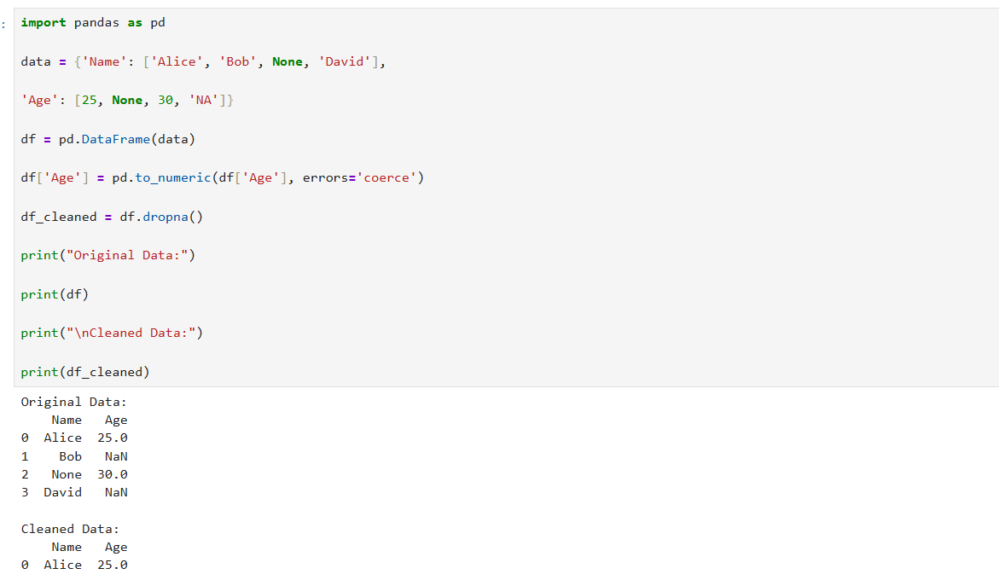 :
import pandas as pd
data = {'Name': ['Alice', 'Bob', None, 'David'],
'Age': [25, None, 30, 'NA']}
df = pd.DataFrame(data)
df['Age'] = pd.to_numeric(df['Age'], errors='coerce')
df_cleaned = df.dropna()
print("Original Data:")
print(df)
print("\nCleaned Data:")
print(df_cleaned)
Original Data:
    Name   Age
0  Alice  25.0
1    Bob   NaN
2   None  30.0
3  David   NaN
Cleaned Data:
    Name   Age
0  Alice  25.0